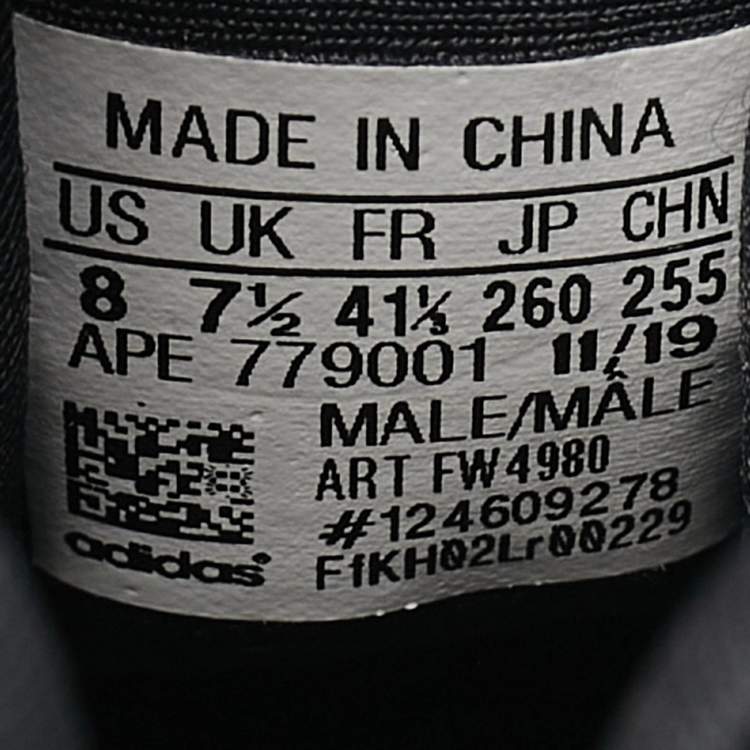 MADE IN CHINA
US UK FR JP CHN
8 7½ 41⅓ 260 255
APE 779001 11/19
MALE/MÂLE
ART FW4980
#124609278
FfKH02Lr00229
adidas®